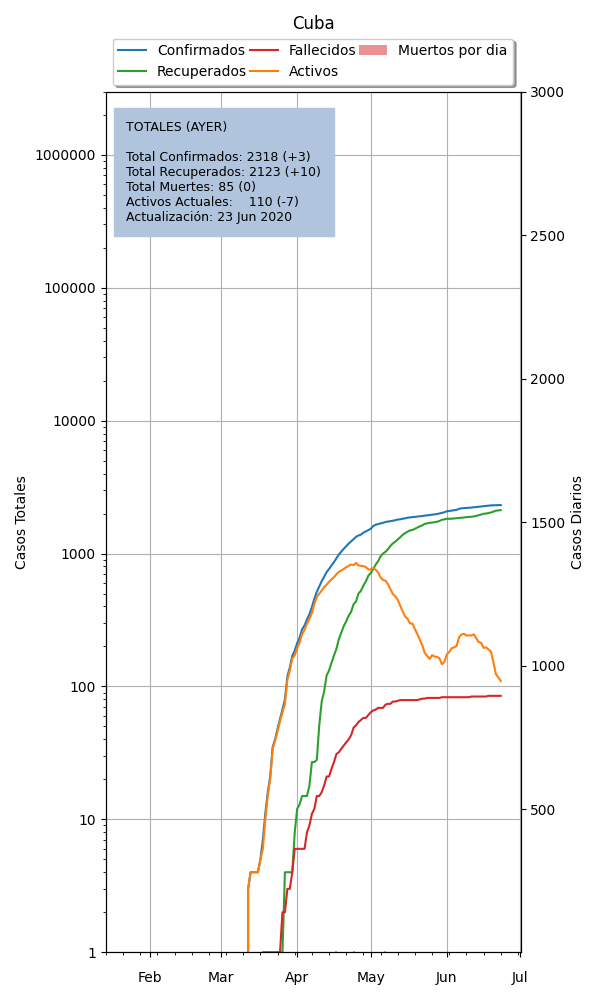 Cuba
Confirmados Fallecidos Muertos por dia
Recuperados Activos
TOTALES (AYER)
Total Confirmados: 2318 (+3)
Total Recuperados: 2123 (+10)
Total Muertes: 85 (0)
Activos Actuales: 110 (-7)
Actualización: 23 Jun 2020
Casos Totales
1000000
100000
10000
1000
100
10
1
3000
2500
2000
1500
1000
500
Casos Diarios
Feb Mar Apr May Jun Jul